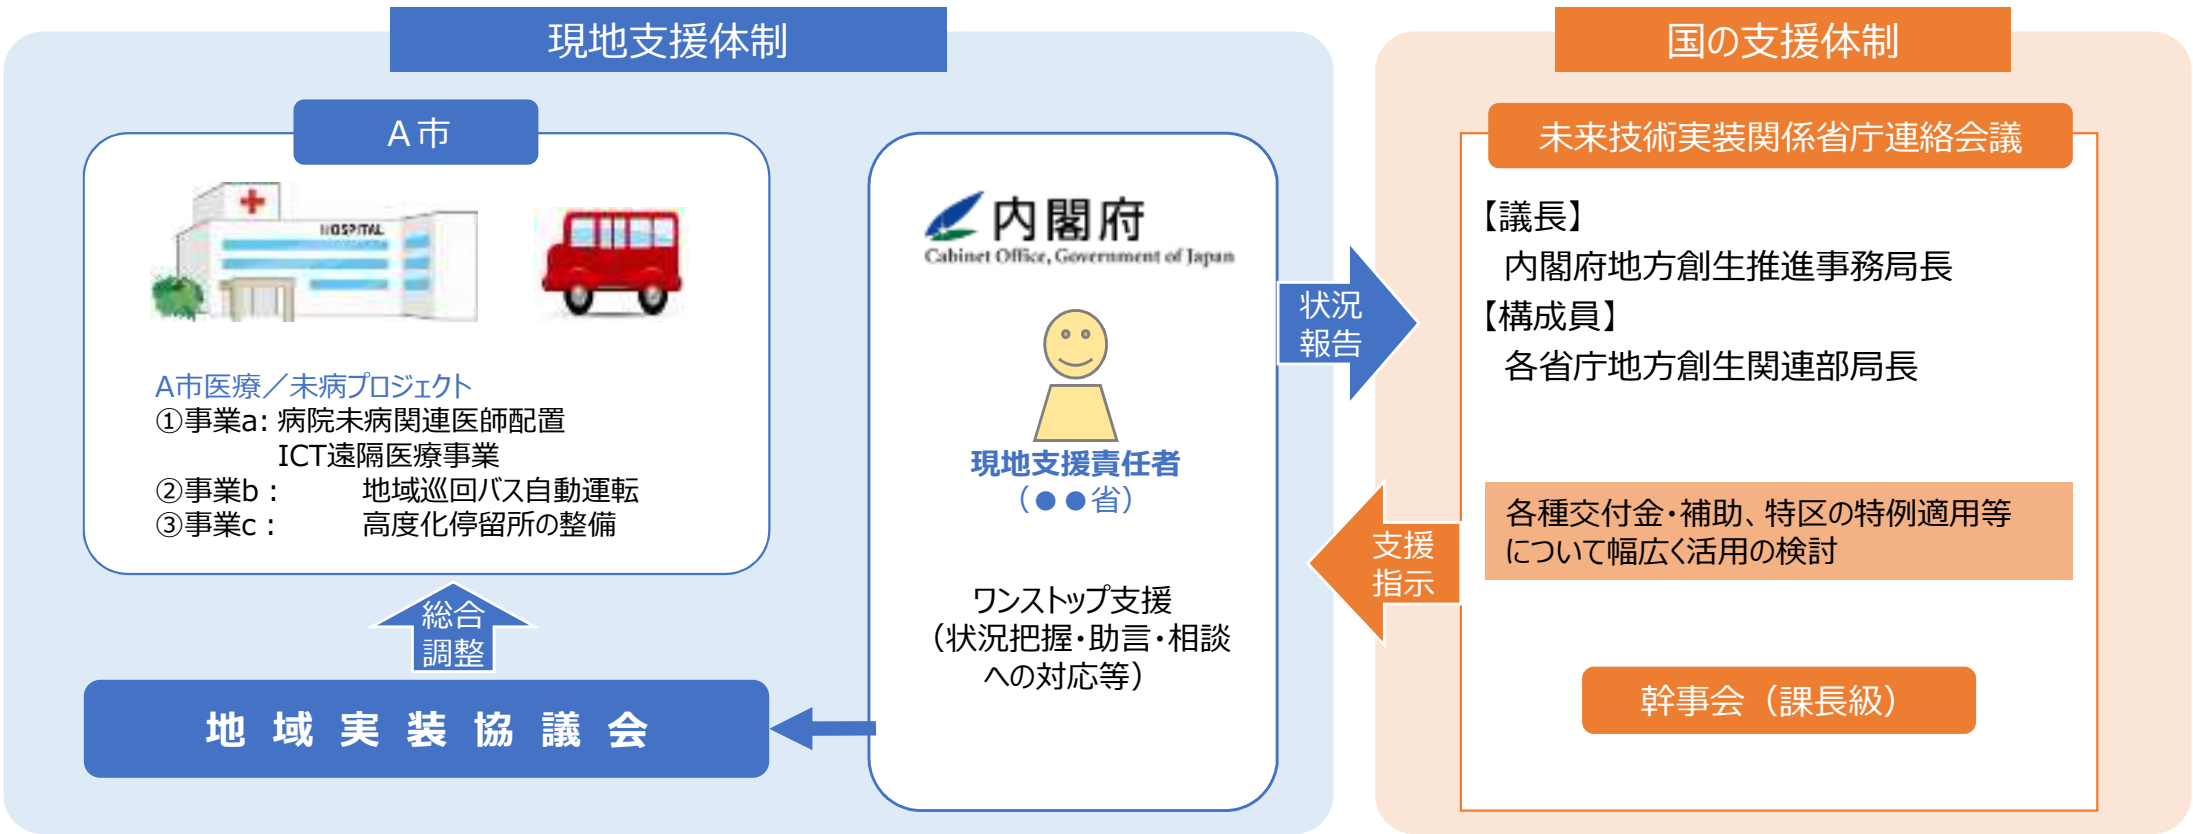 現地支援体制
A市
HOSPITAL
A市医療／未病プロジェクト
①事業a: 病院未病関連医師配置
ICT遠隔医療事業
②事業b： 地域巡回バス自動運転
③事業c： 高度化停留所の整備
総合
調整
地域実装協議会
内閣府
Cabinet Office, Government of Japan
現地支援責任者
（●●省）
ワンストップ支援
（状況把握・助言・相談
への対応等）
状況
報告
支援
指示
国の支援体制
未来技術実装関係省庁連絡会議
【議長】
内閣府地方創生推進事務局長
【構成員】
各省庁地方創生関連部局長
各種交付金・補助、特区の特例適用等
について幅広く活用の検討
幹事会（課長級）